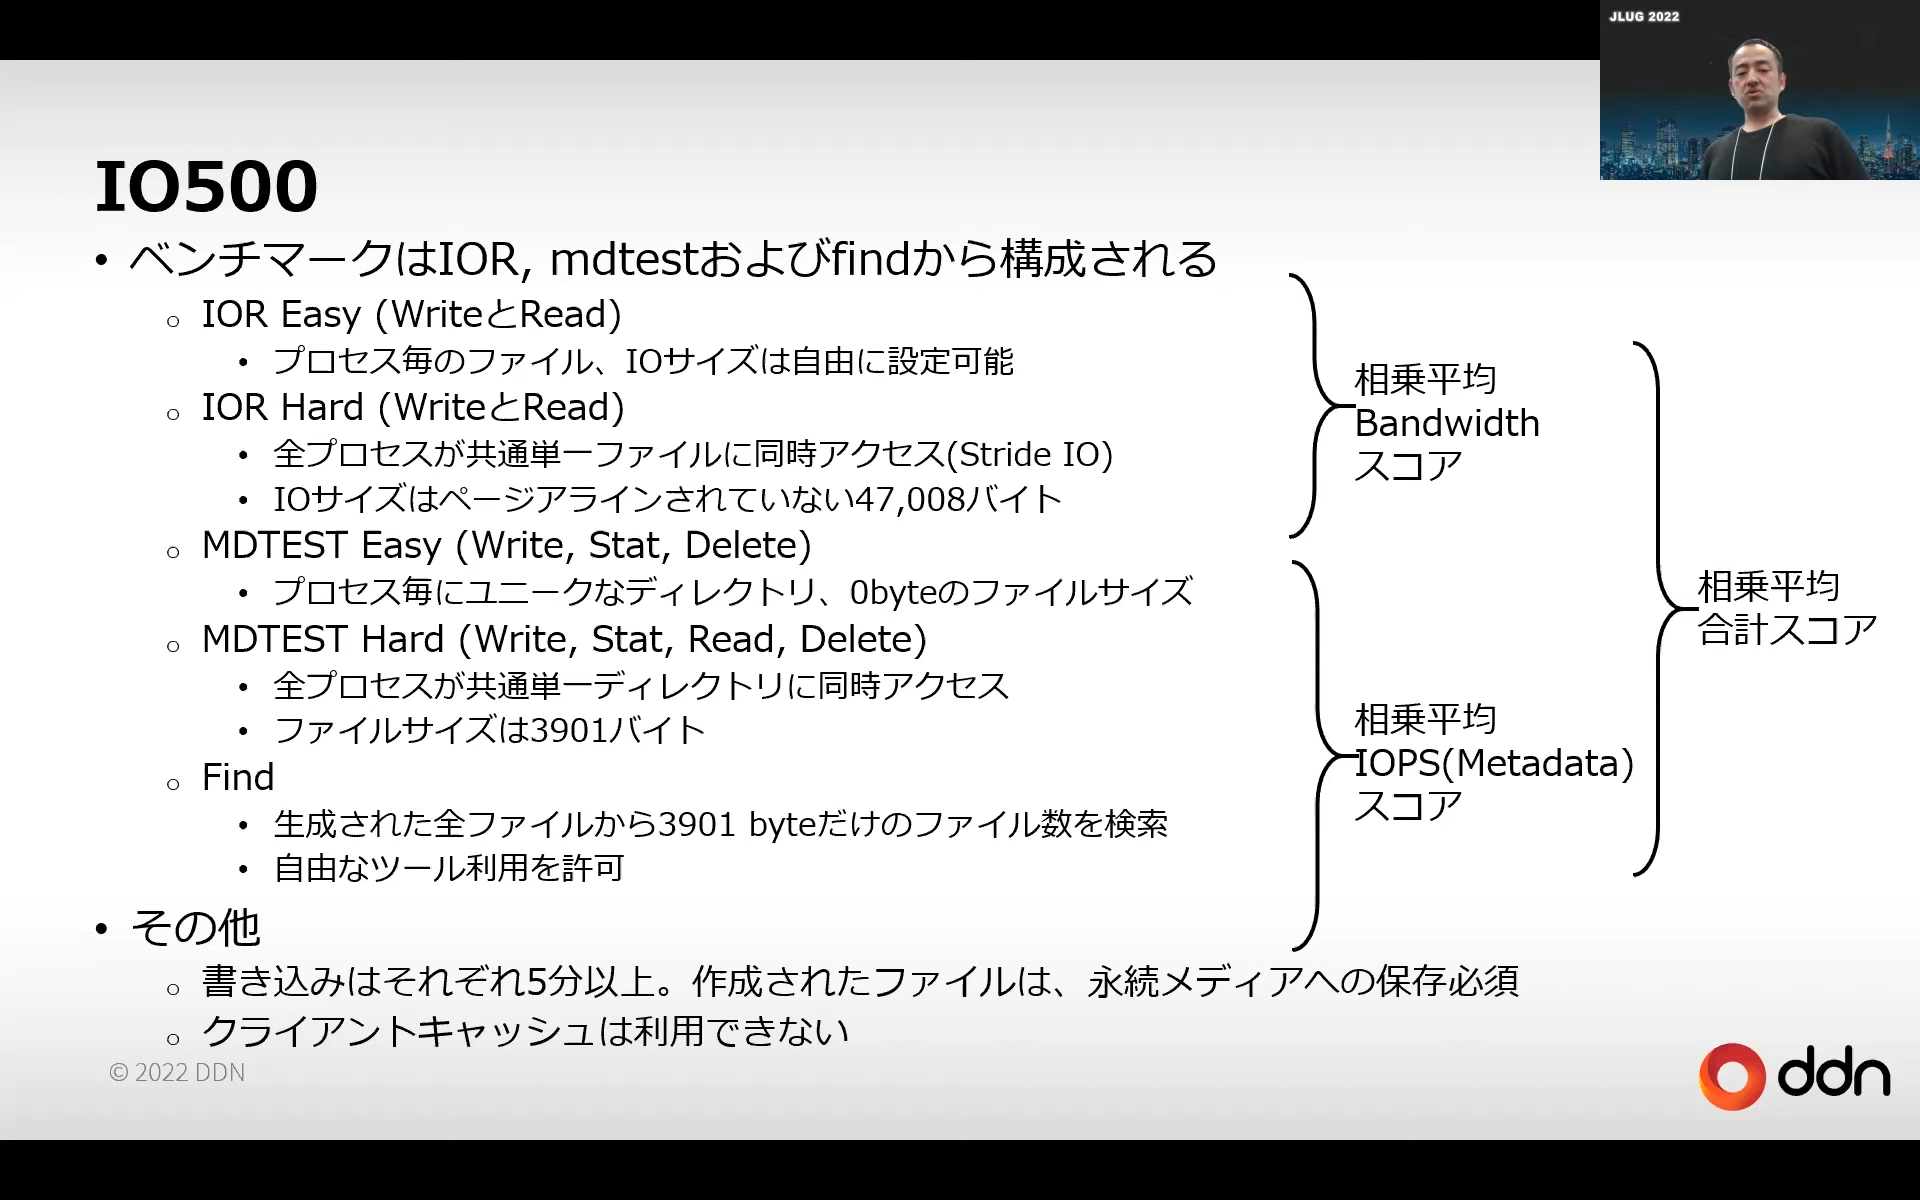 JLUG 2022
IO500
• ベンチマークはIOR, mdtestおよびfindから構成される
o IOR Easy (WriteとRead)
• プロセス毎のファイル、IOサイズは自由に設定可能
o IOR Hard (WriteとRead)
• 全プロセスが共通単一ファイルに同時アクセス(Stride IO)
• IOサイズはページアラインされていない47,008バイト
o MDTEST Easy (Write, Stat, Delete)
• プロセス毎にユニークなディレクトリ、0byteのファイルサイズ
o MDTEST Hard (Write, Stat, Read, Delete)
• 全プロセスが共通単一ディレクトリに同時アクセス
• ファイルサイズは3901バイト
o Find
• 生成された全ファイルから3901 byteだけのファイル数を検索
• 自由なツール利用を許可
相乗平均
Bandwidth
スコア
相乗平均
IOPS(Metadata)
スコア
相乗平均
合計スコア
• その他
o 書き込みはそれぞれ5分以上。作成されたファイルは、永続メディアへの保存必須
o クライアントキャッシュは利用できない
© 2022 DDN
ddn